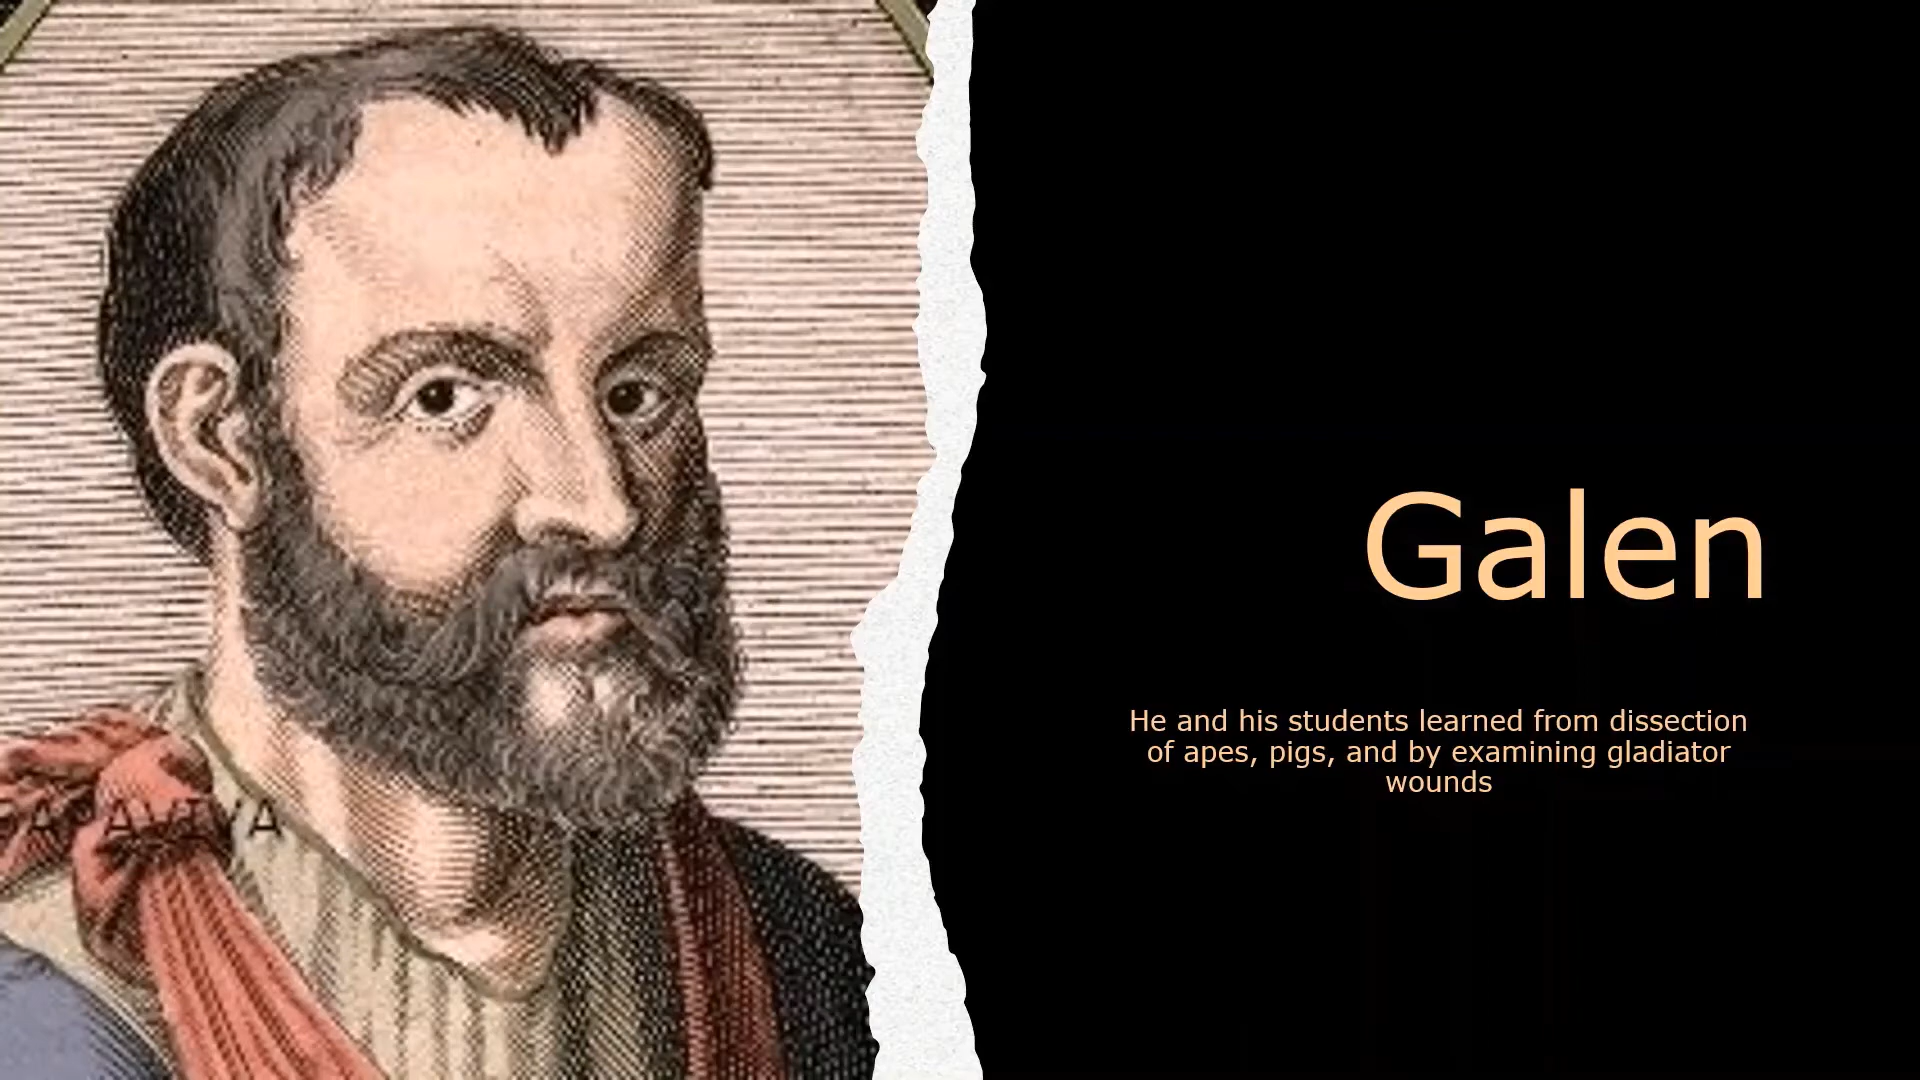 Galen
He and his students learned from dissection
of apes, pigs, and by examining gladiator
wounds